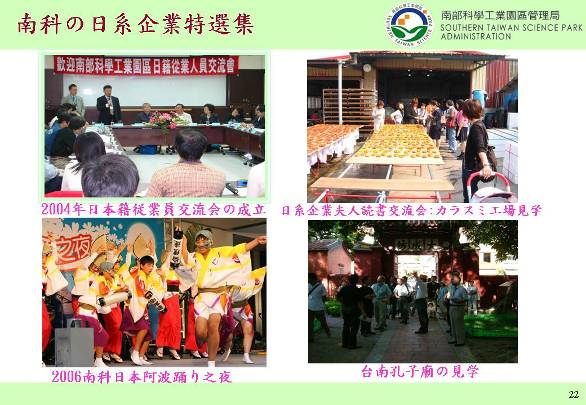 南科の日系企業特選集
南部科學工業園區管理局
SOUTHERN TAIWAN SCIENCE PARK
ADMINISTRATION
歡迎南部科學工業園區日籍從業人員交流會
2004年日本籍従業員交流会の成立
日系企業夫人読書交流会:カラスミ工場見学
之夜
2006南科日本阿波踊り之夜
台南孔子廟の見学
22